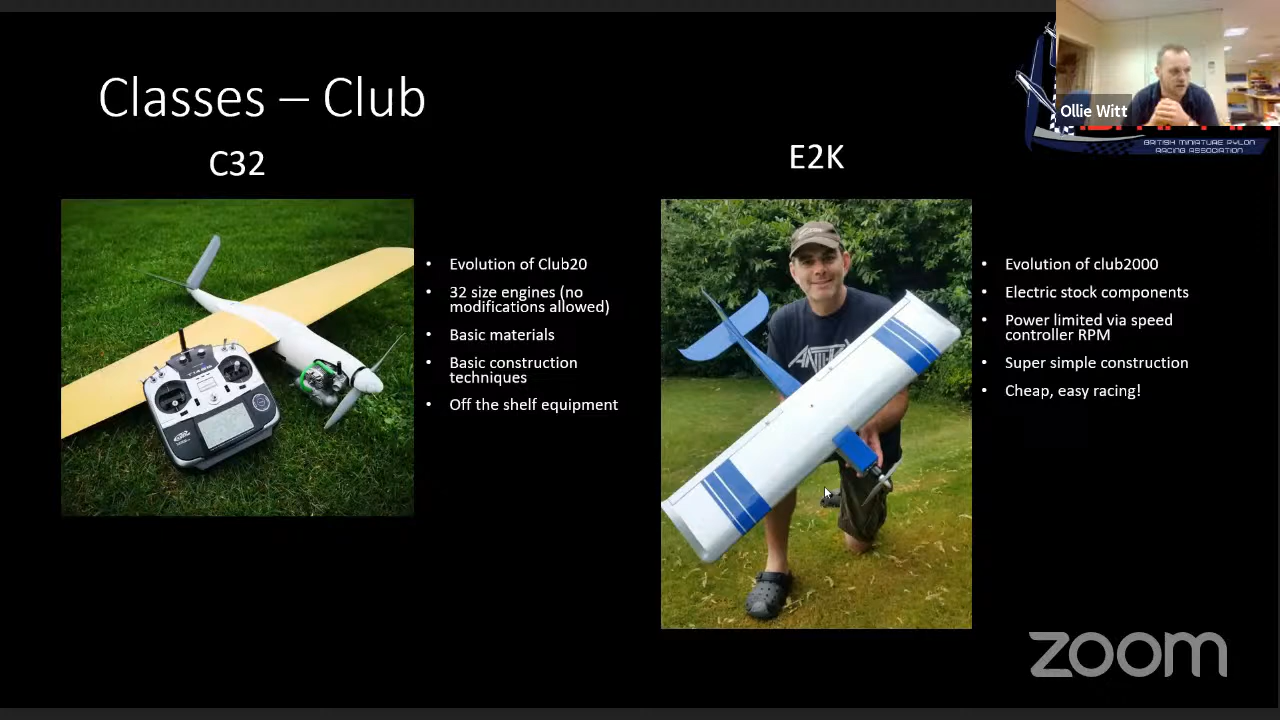 Classes – Club
Ollie Witt
BRITISH MINIATURE PYLON
RACING ASSOCIATION
C32
E2K
• Evolution of Club20
• 32 size engines (no
modifications allowed)
• Basic materials
• Basic construction
techniques
• Off the shelf equipment
• Evolution of club2000
• Electric stock components
• Power limited via speed
controller RPM
• Super simple construction
• Cheap, easy racing!
zoom